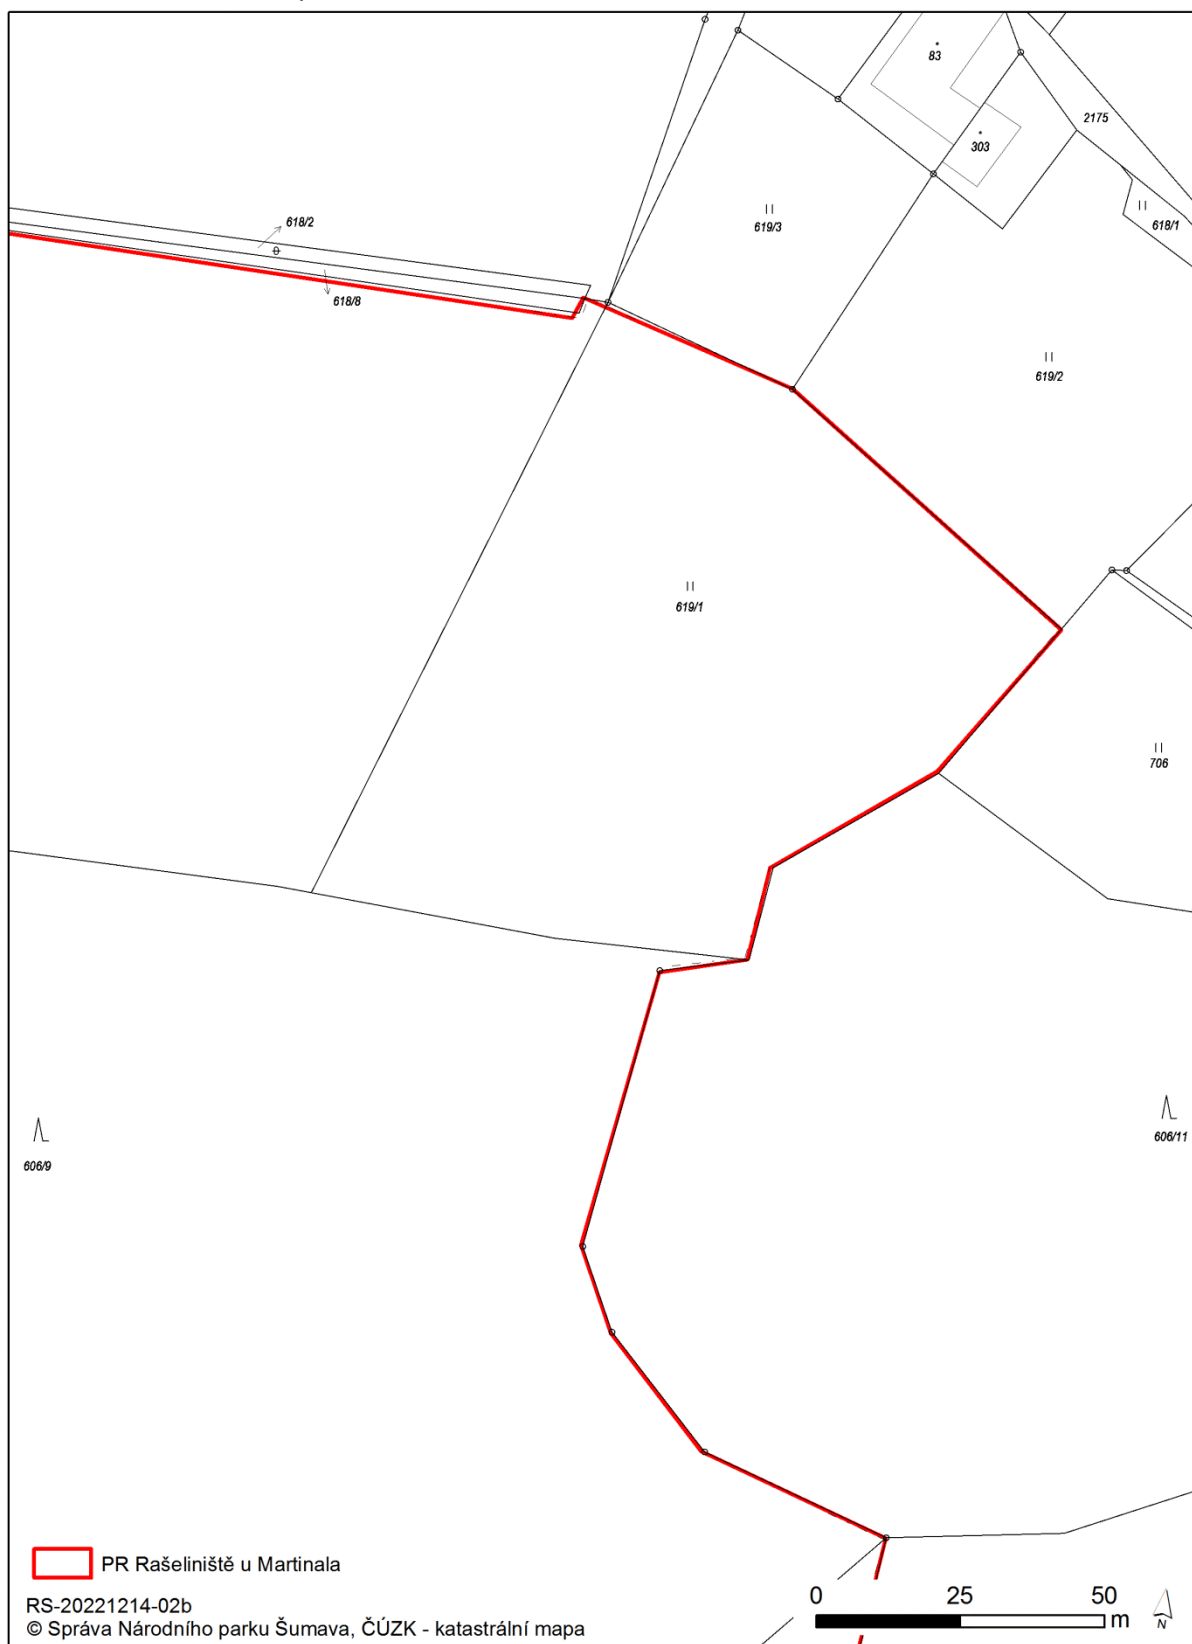 83
2175
303
618/1
619/3
618/2
618/8
619/2
619/1
706
606/9
606/11
PR Rašeliniště u Martinala
RS-20221214-02b
© Správa Národního parku Šumava, ČÚZK - katastrální mapa
0 25 50
m
N